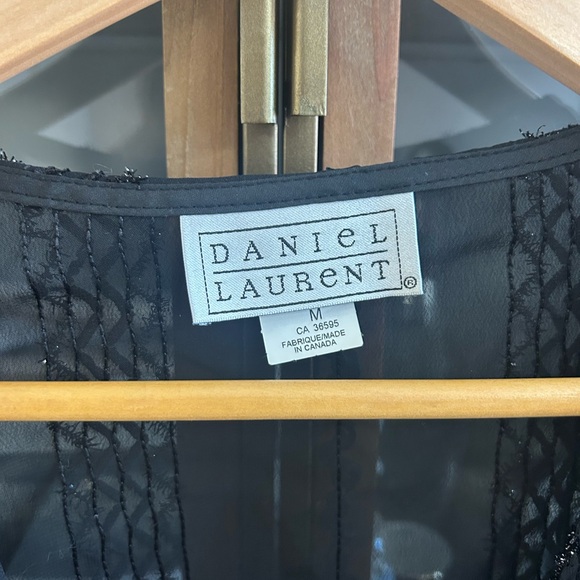 DANIEL
LAURENT®
M
CA 36595
FABRIQUE/MADE
IN CANADA